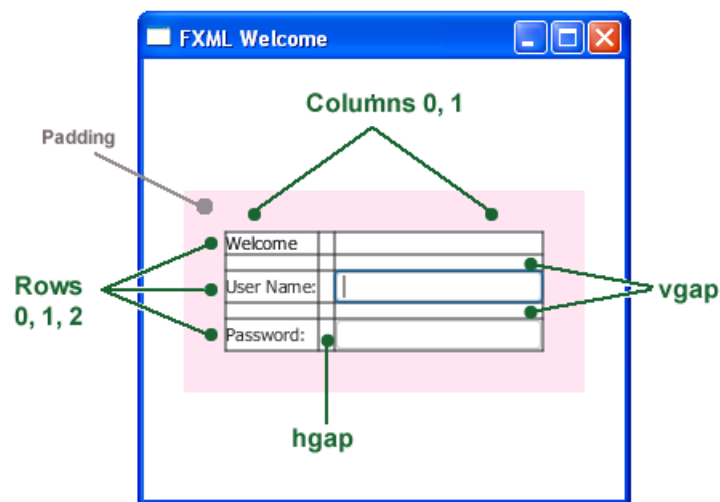 FXML Welcome
Columns 0, 1
Padding
Welcome
Rows
0, 1, 2
User Name:
vgap
Password:
hgap